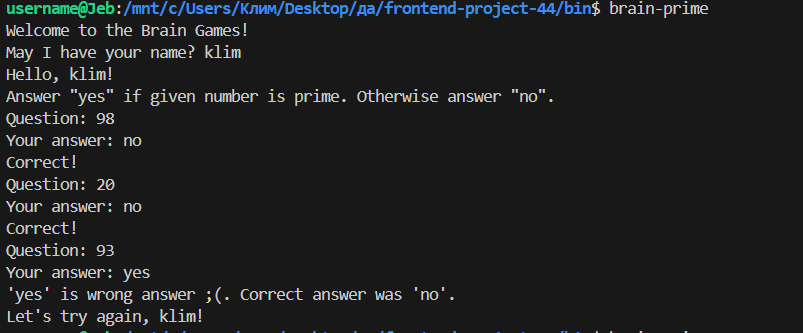 username@Jeb:/mnt/c/Users/Клим/Desktop/да/frontend-project-44/bin$ brain-prime
Welcome to the Brain Games!
May I have your name? klim
Hello, klim!
Answer "yes" if given number is prime. Otherwise answer "no".
Question: 98
Your answer: no
Correct!
Question: 20
Your answer: no
Correct!
Question: 93
Your answer: yes
'yes' is wrong answer ;(. Correct answer was 'no'.
Let's try again, klim!